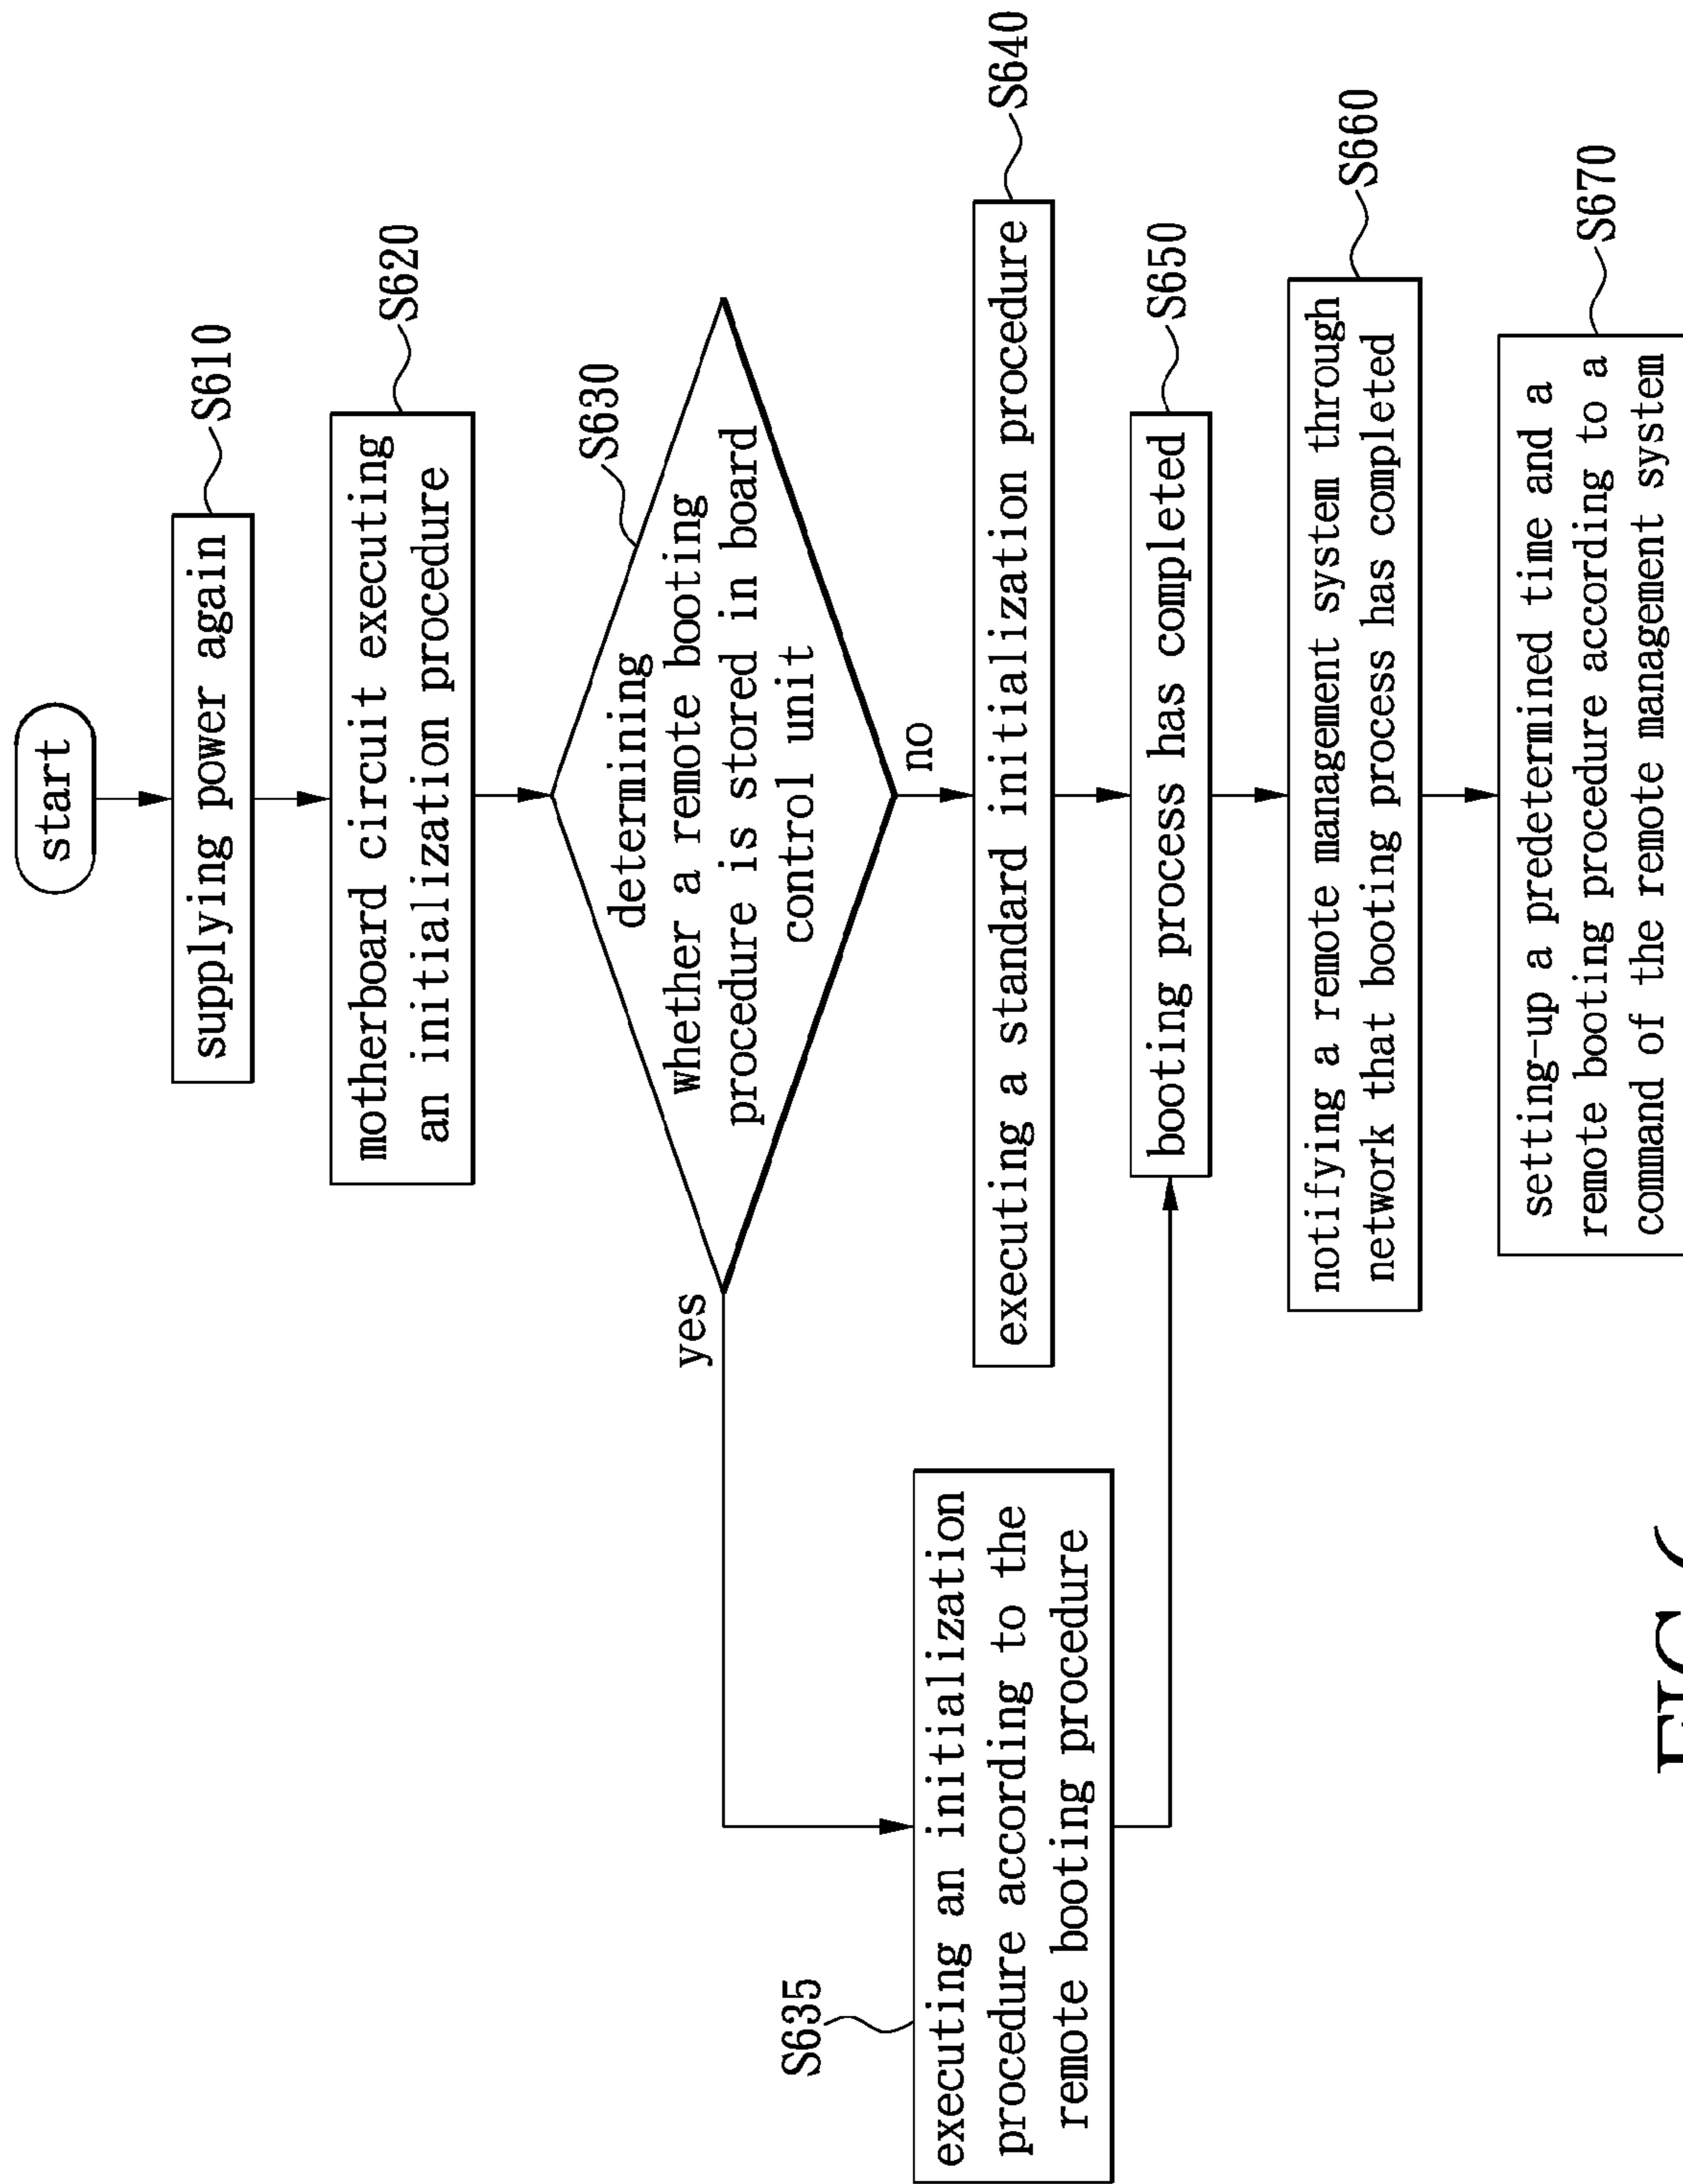 start
supplying power again
S610
motherboard circuit executing
an initialization procedure
S620
determining
whether a remote booting
procedure is stored in board
control unit
S630
yes
no
S635
executing an initialization
procedure according to the
remote booting procedure
executing a standard initialization procedure
S640
booting process has completed
S650
notifying a remote management system through
network that booting process has completed
S660
setting-up a predetermined time and a
remote booting procedure according to a
command of the remote management system
S670